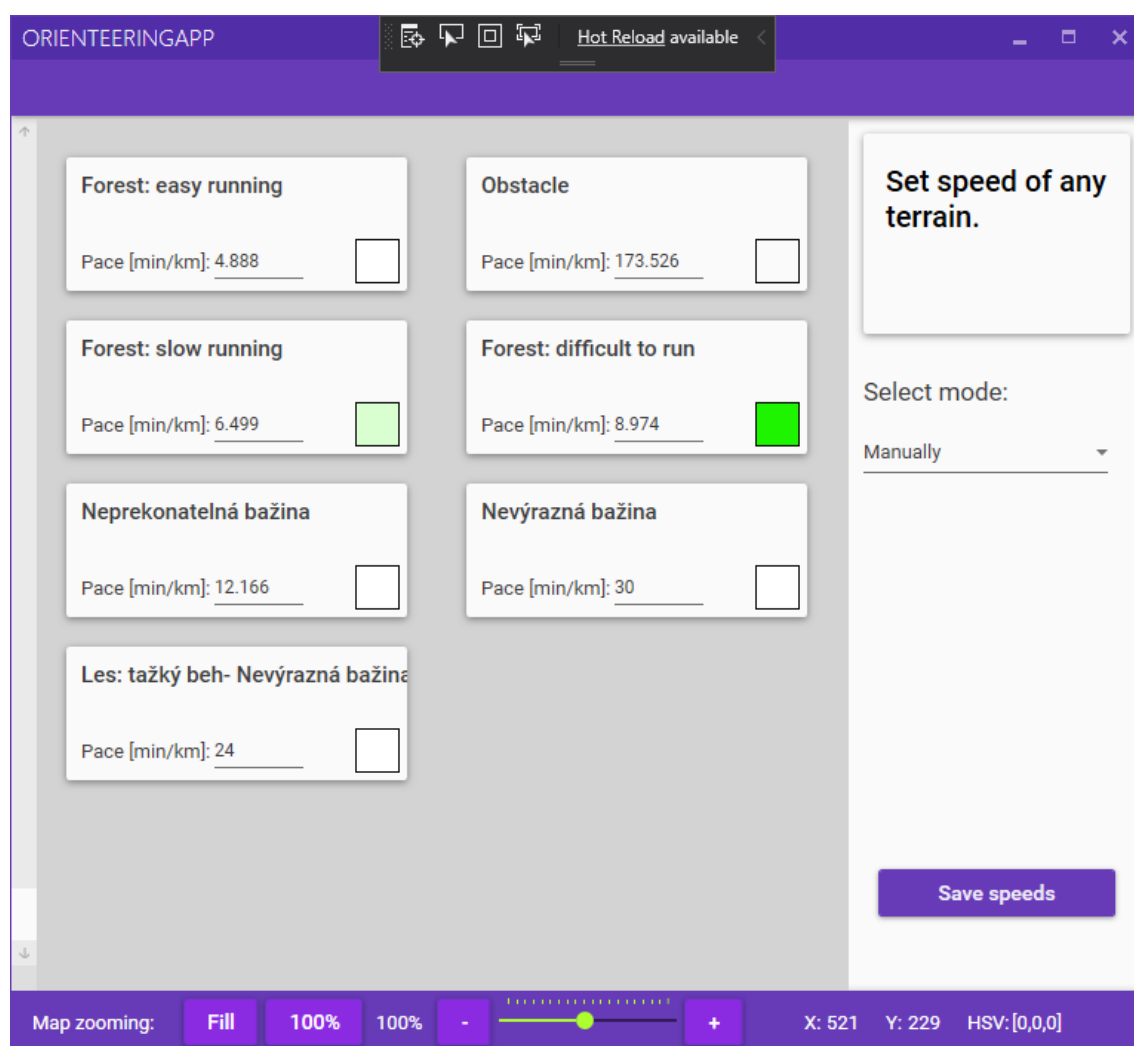 ORIENTEERINGAPP
Hot Reload available
Forest: easy running
Pace [min/km]: 4.888
Obstacle
Pace [min/km]: 173.526
Forest: slow running
Pace [min/km]: 6.499
Forest: difficult to run
Pace [min/km]: 8.974
Neprekonatelná bažina
Pace [min/km]: 12.166
Nevýrazná bažina
Pace [min/km]: 30
Les: tažký beh- Nevýrazná bažina
Pace [min/km]: 24
Set speed of any
terrain.
Select mode:
Manually
Save speeds
Map zooming: Fill 100% 100% - + X: 521 Y: 229 HSV: [0,0,0]